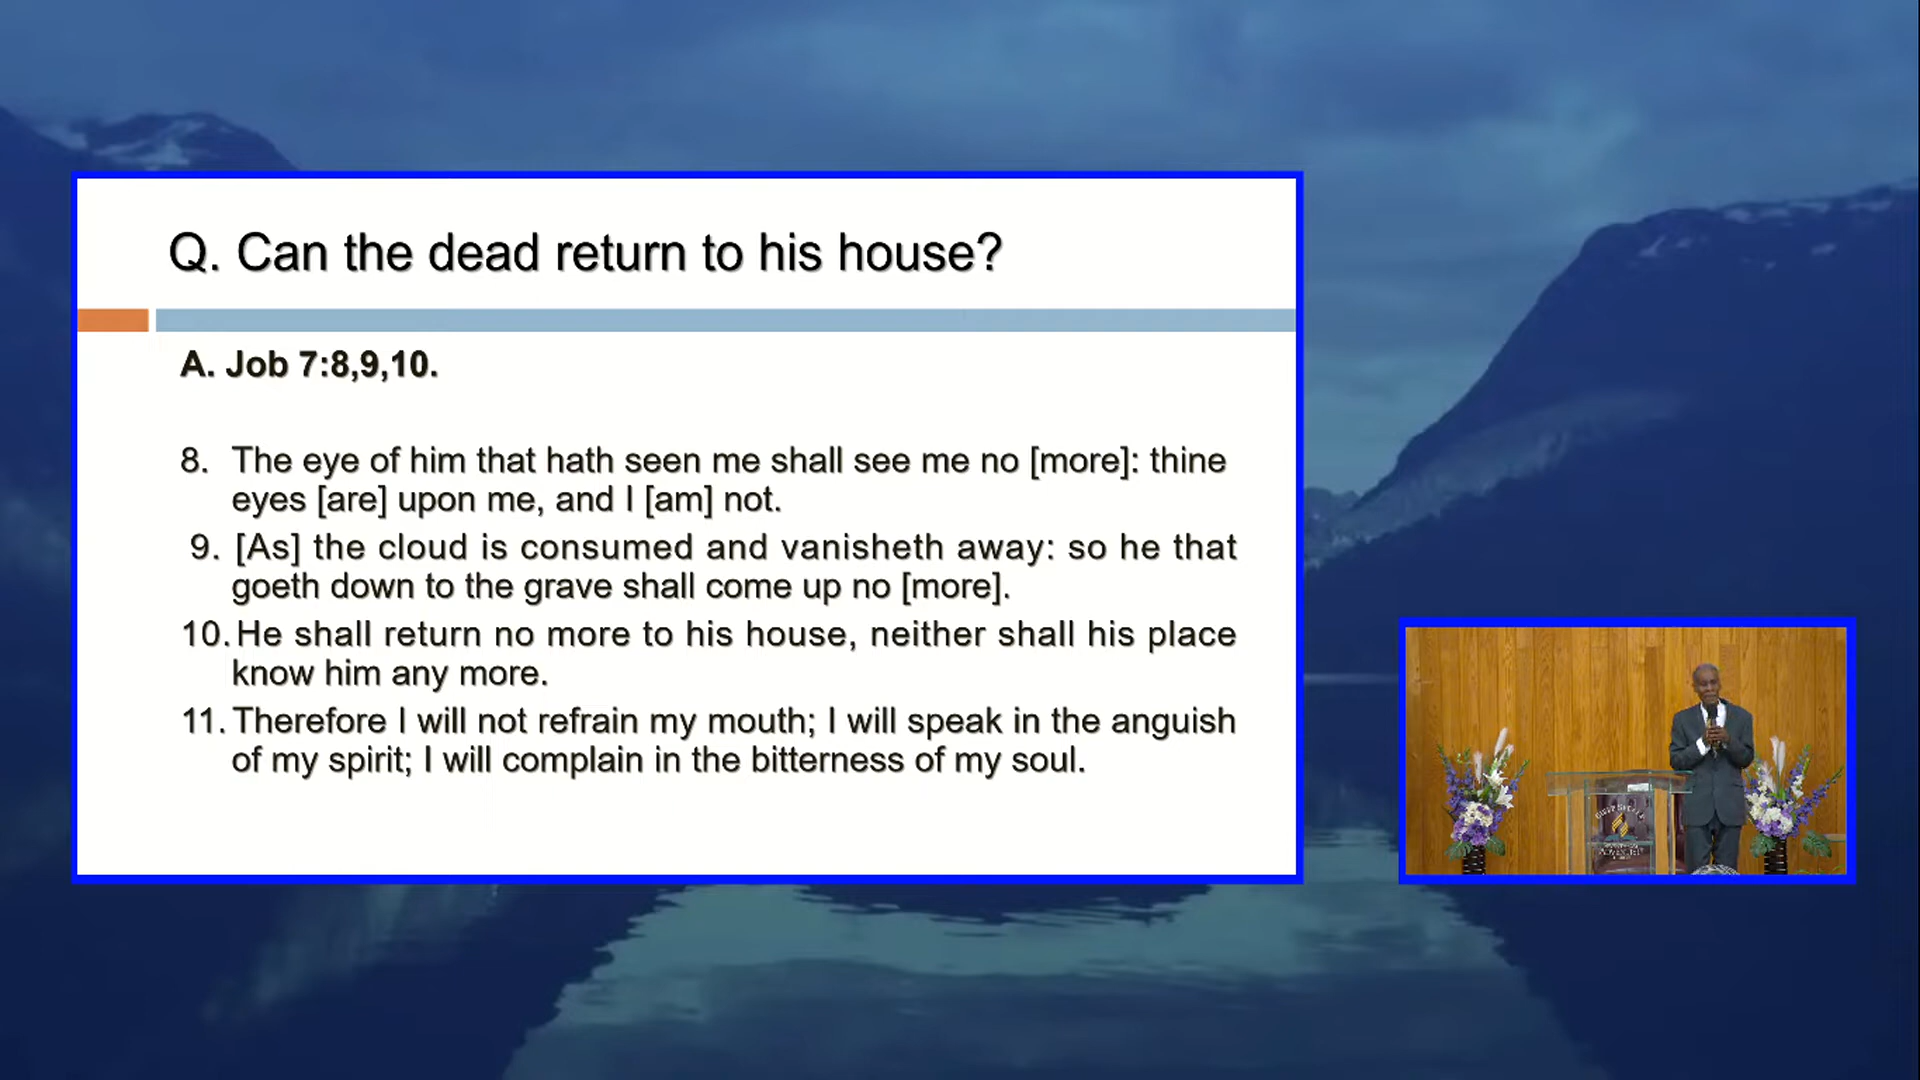 Q. Can the dead return to his house?
A. Job 7:8,9,10.
8. The eye of him that hath seen me shall see me no [more]: thine
eyes [are] upon me, and I [am] not.
9. [As] the cloud is consumed and vanisheth away: so he that
goeth down to the grave shall come up no [more].
10. He shall return no more to his house, neither shall his place
know him any more.
11. Therefore I will not refrain my mouth; I will speak in the anguish
of my spirit; I will complain in the bitterness of my soul.